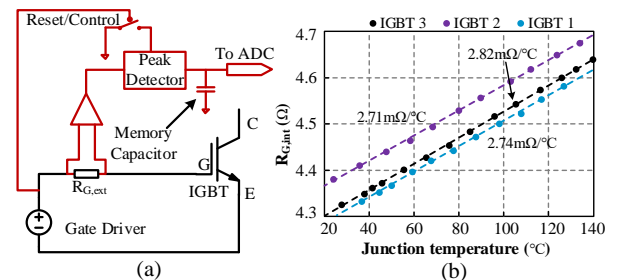 Reset/Control
Peak
Detector
To ADC
Memory
Capacitor
C
G
IGBT
E
R_G,ext
Gate Driver
(a)
IGBT 3
IGBT 2
IGBT 1
4.7
4.6
4.5
4.4
4.3
R_G,int (Ω)
2.82mΩ/°C
2.71mΩ/°C
2.74mΩ/°C
20 40 60 80 100 120 140
Junction temperature (°C)
(b)